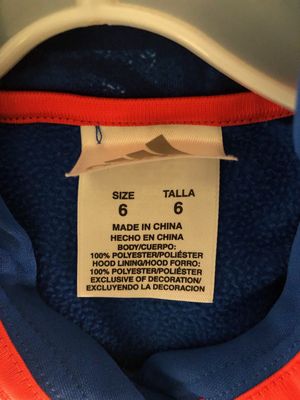 SIZE TALLA
6 6
MADE IN CHINA
HECHO EN CHINA
BODY/CUERPO:
100% POLYESTER/POLIÉSTER
HOOD LINING/HOOD FORRO:
100% POLYESTER/POLIÉSTER
EXCLUSIVE OF DECORATION/
EXCLUYENDO LA DECORACION